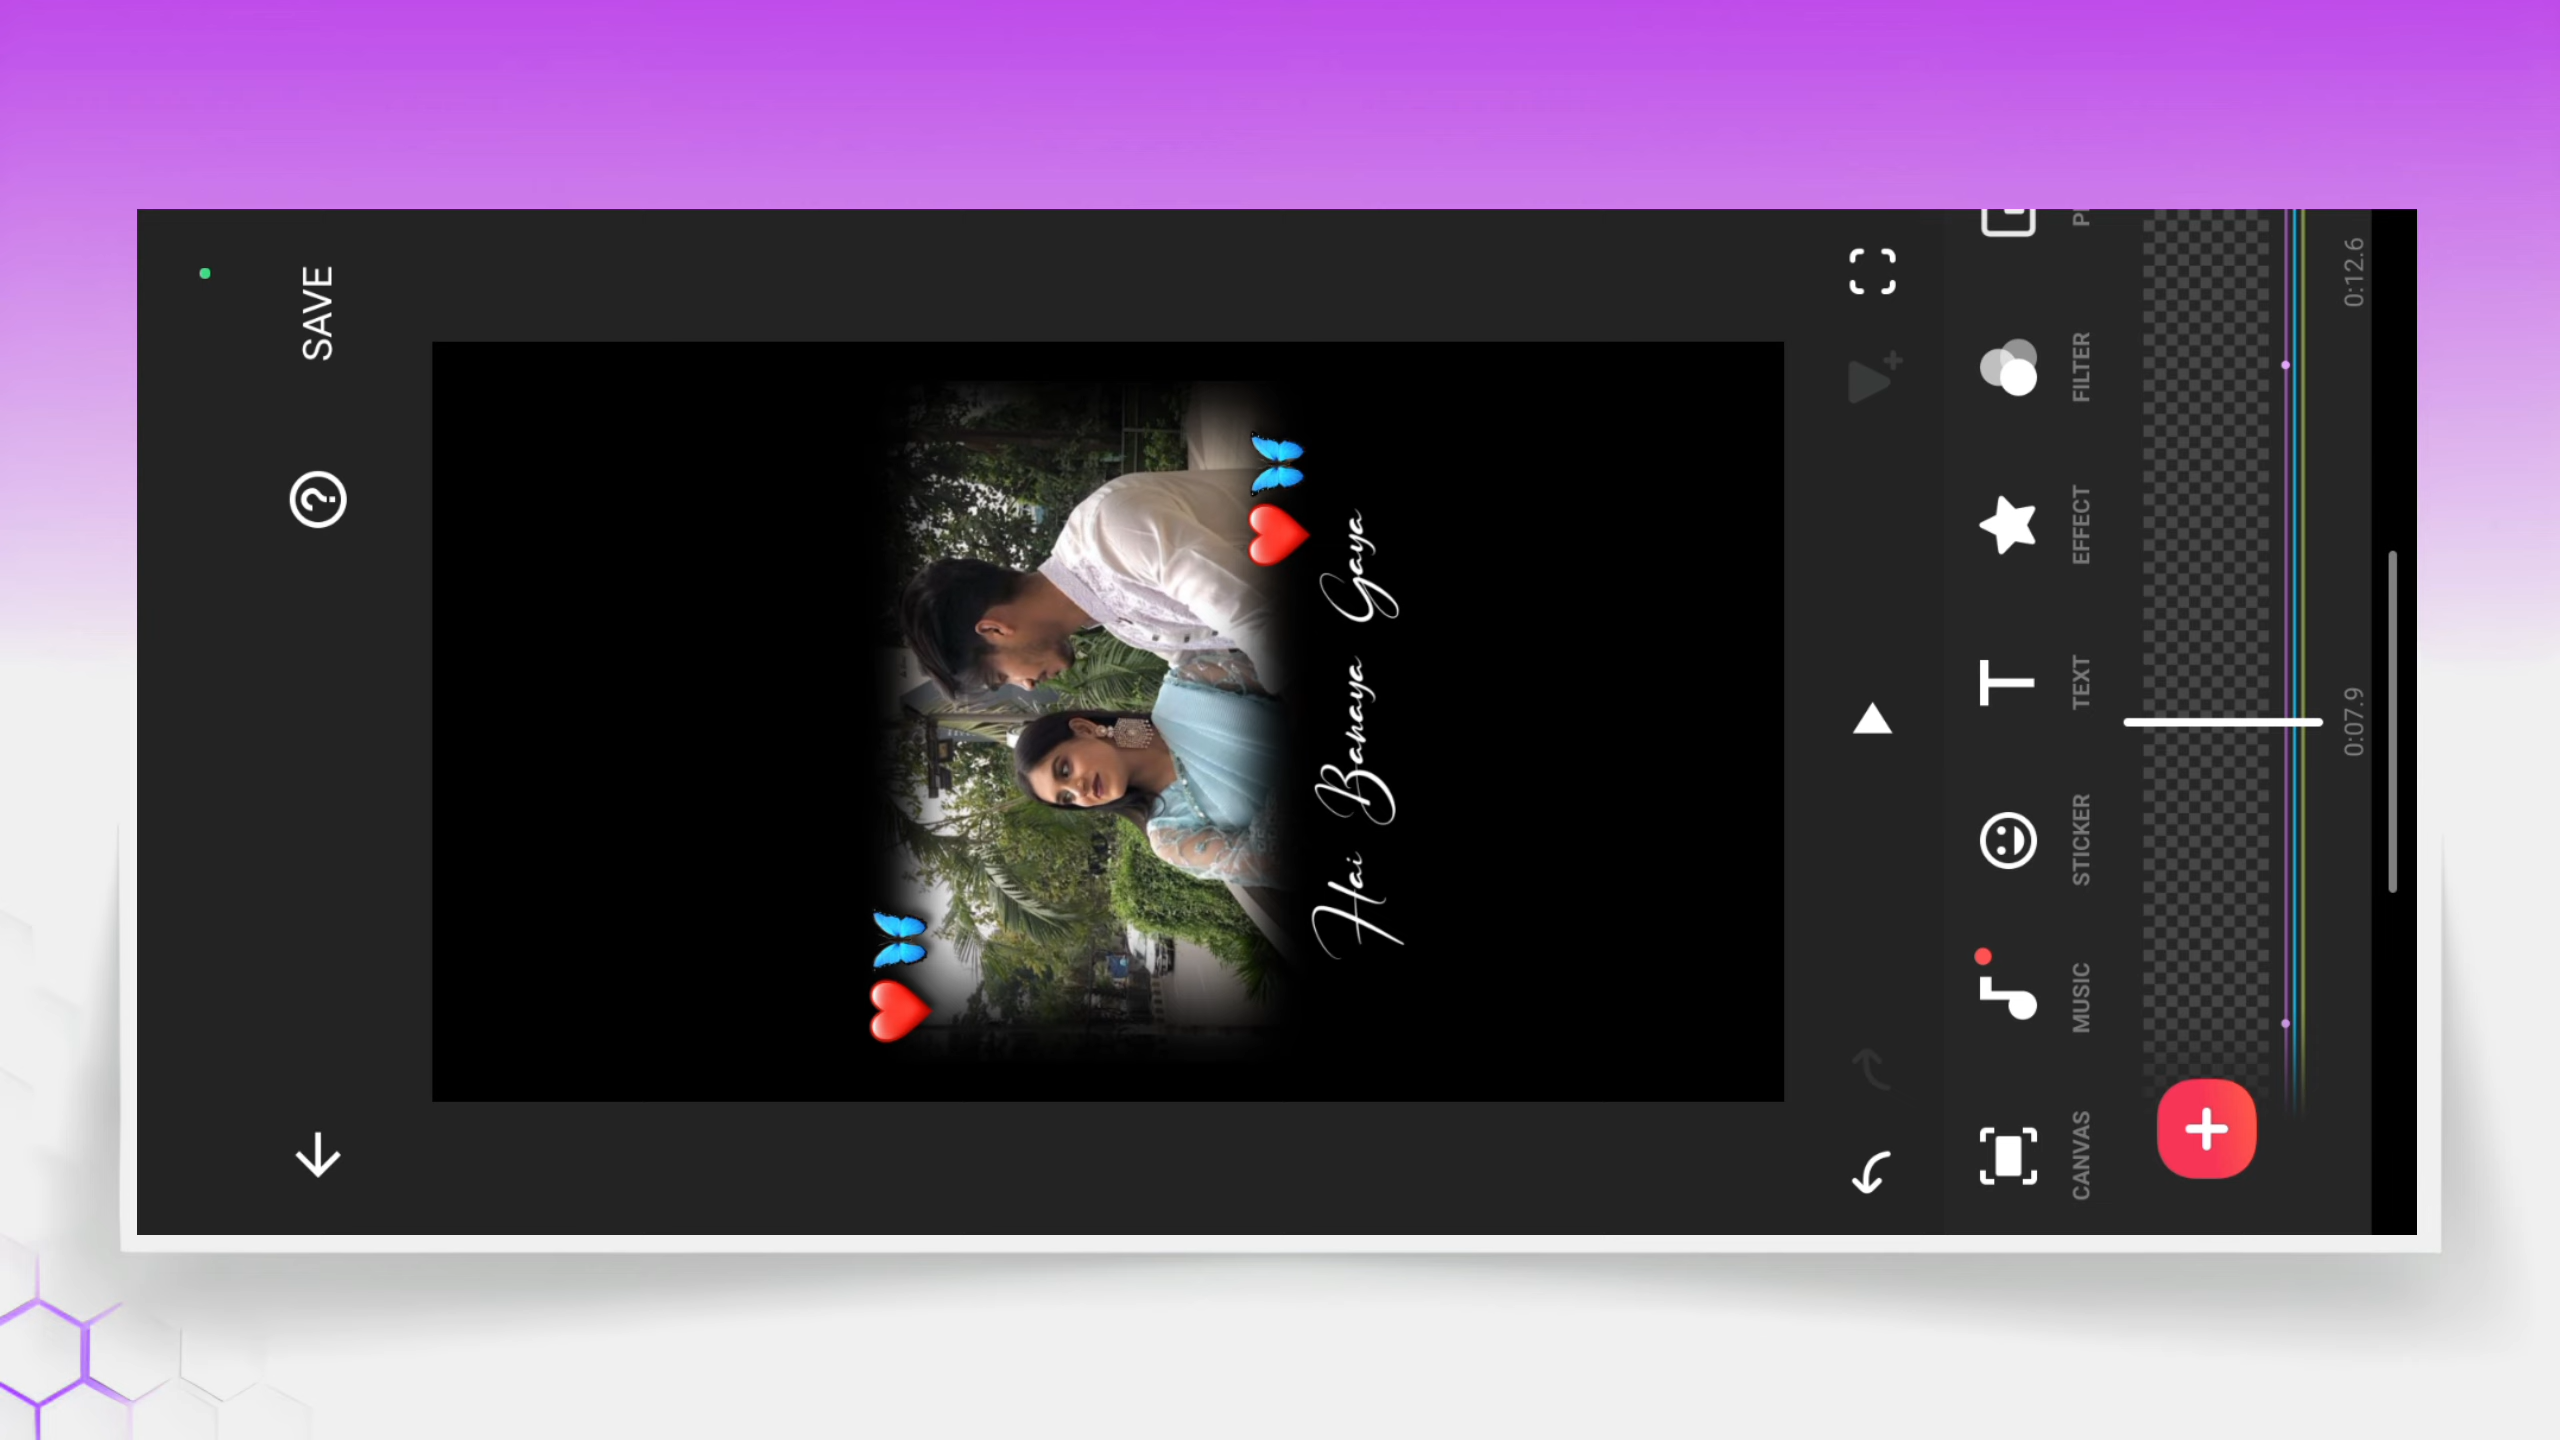 SAVE
Hai Banaya Gaya
CANVAS MUSIC STICKER TEXT EFFECT FILTER
0:07.9 0:12.6